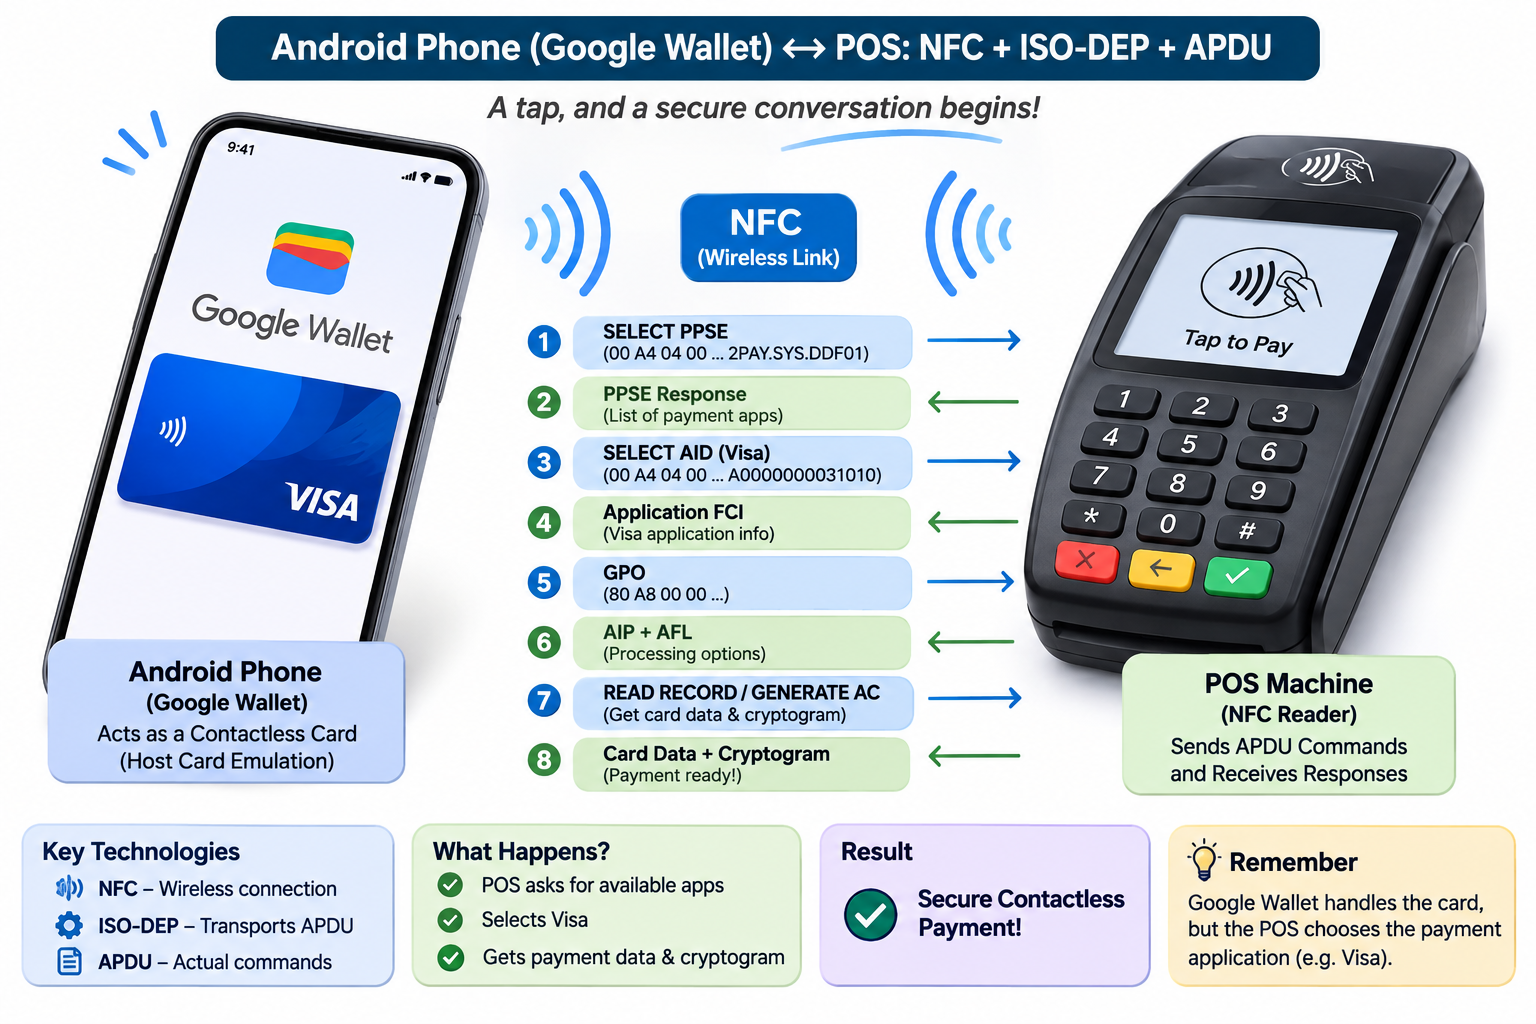 Android Phone (Google Wallet) ↔ POS: NFC + ISO-DEP + APDU
A tap, and a secure conversation begins!
9:41
Google Wallet
VISA
NFC
(Wireless Link)
Tap to Pay
1 2 3
4 5 6
7 8 9
* 0 #
1 SELECT PPSE
(00 A4 04 00 ... 2PAY.SYS.DDF01)
2 PPSE Response
(List of payment apps)
3 SELECT AID (Visa)
(00 A4 04 00 ... A0000000031010)
4 Application FCI
(Visa application info)
5 GPO
(80 A8 00 00 ...)
6 AIP + AFL
(Processing options)
7 READ RECORD / GENERATE AC
(Get card data & cryptogram)
8 Card Data + Cryptogram
(Payment ready!)
Android Phone
(Google Wallet)
Acts as a Contactless Card
(Host Card Emulation)
POS Machine
(NFC Reader)
Sends APDU Commands
and Receives Responses
Key Technologies
NFC – Wireless connection
ISO-DEP – Transports APDU
APDU – Actual commands
What Happens?
POS asks for available apps
Selects Visa
Gets payment data & cryptogram
Result
Secure Contactless
Payment!
Remember
Google Wallet handles the card,
but the POS chooses the payment
application (e.g. Visa).